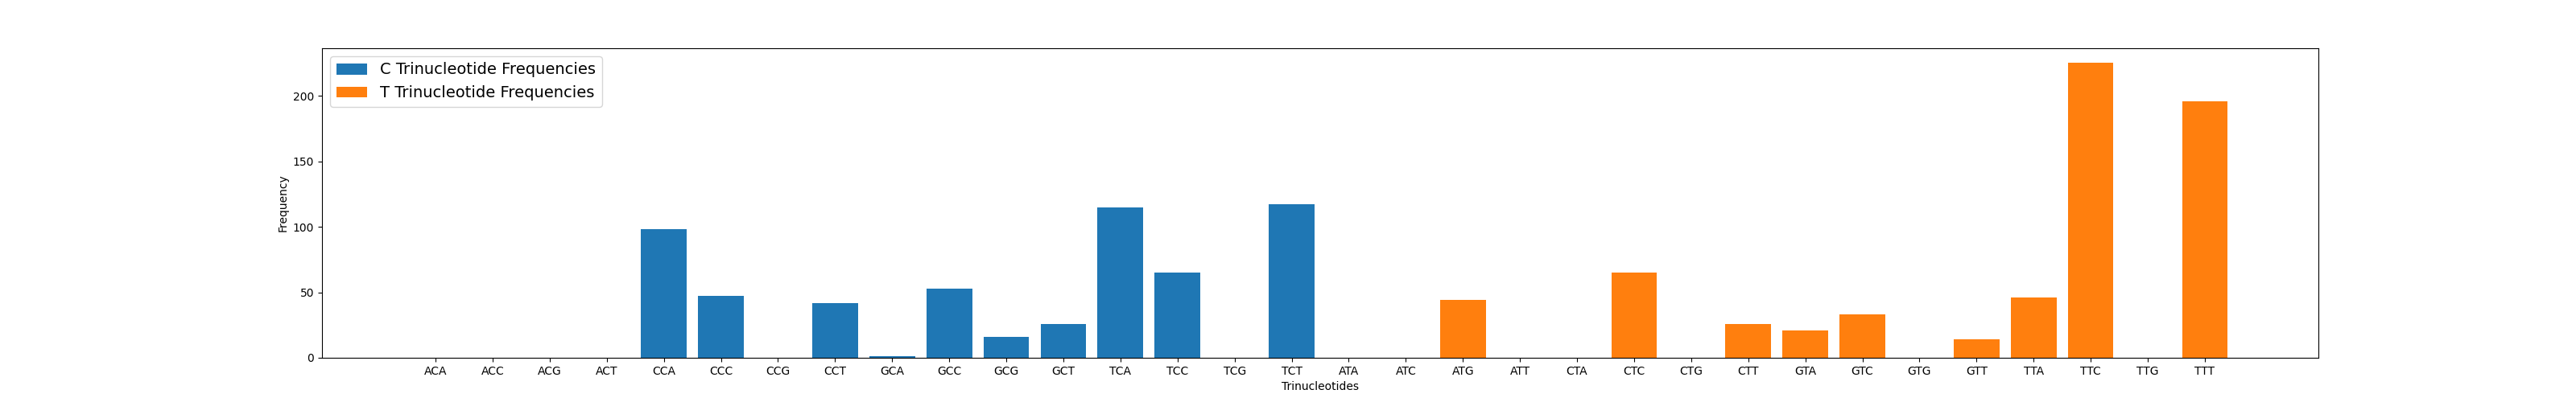 C Trinucleotide Frequencies
T Trinucleotide Frequencies
200
150
100
50
0
Frequency
ACA ACC ACG ACT CCA CCC CCG CCT GCA GCC GCG GCT TCA TCC TCG TCT ATA ATC ATG ATT CTA CTC CTG CTT GTA GTC GTG GTT TTA TTC TTG TTT
Trinucleotides